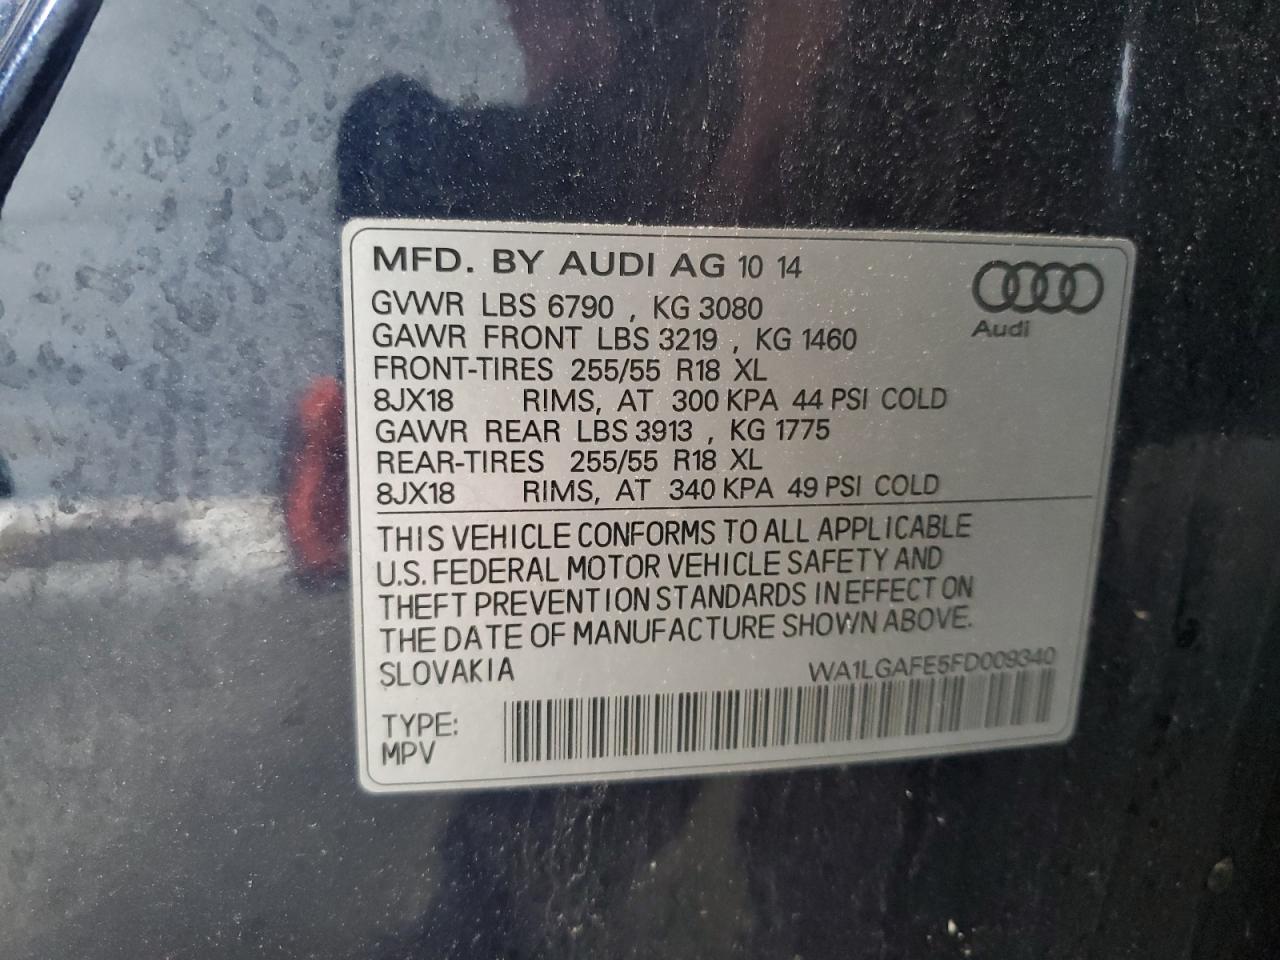 MFD. BY AUDI AG 10 14
Audi
GVWR LBS 6790 , KG 3080
GAWR FRONT LBS 3219 , KG 1460
FRONT-TIRES 255/55 R18 XL
8JX18 RIMS, AT 300 KPA 44 PSI COLD
GAWR REAR LBS 3913 , KG 1775
REAR-TIRES 255/55 R18 XL
8JX18 RIMS, AT 340 KPA 49 PSI COLD
THIS VEHICLE CONFORMS TO ALL APPLICABLE
U.S. FEDERAL MOTOR VEHICLE SAFETY AND
THEFT PREVENTION STANDARDS IN EFFECT ON
THE DATE OF MANUFACTURE SHOWN ABOVE.
SLOVAKIA WA1LGAFE5FD009340
TYPE:
MPV